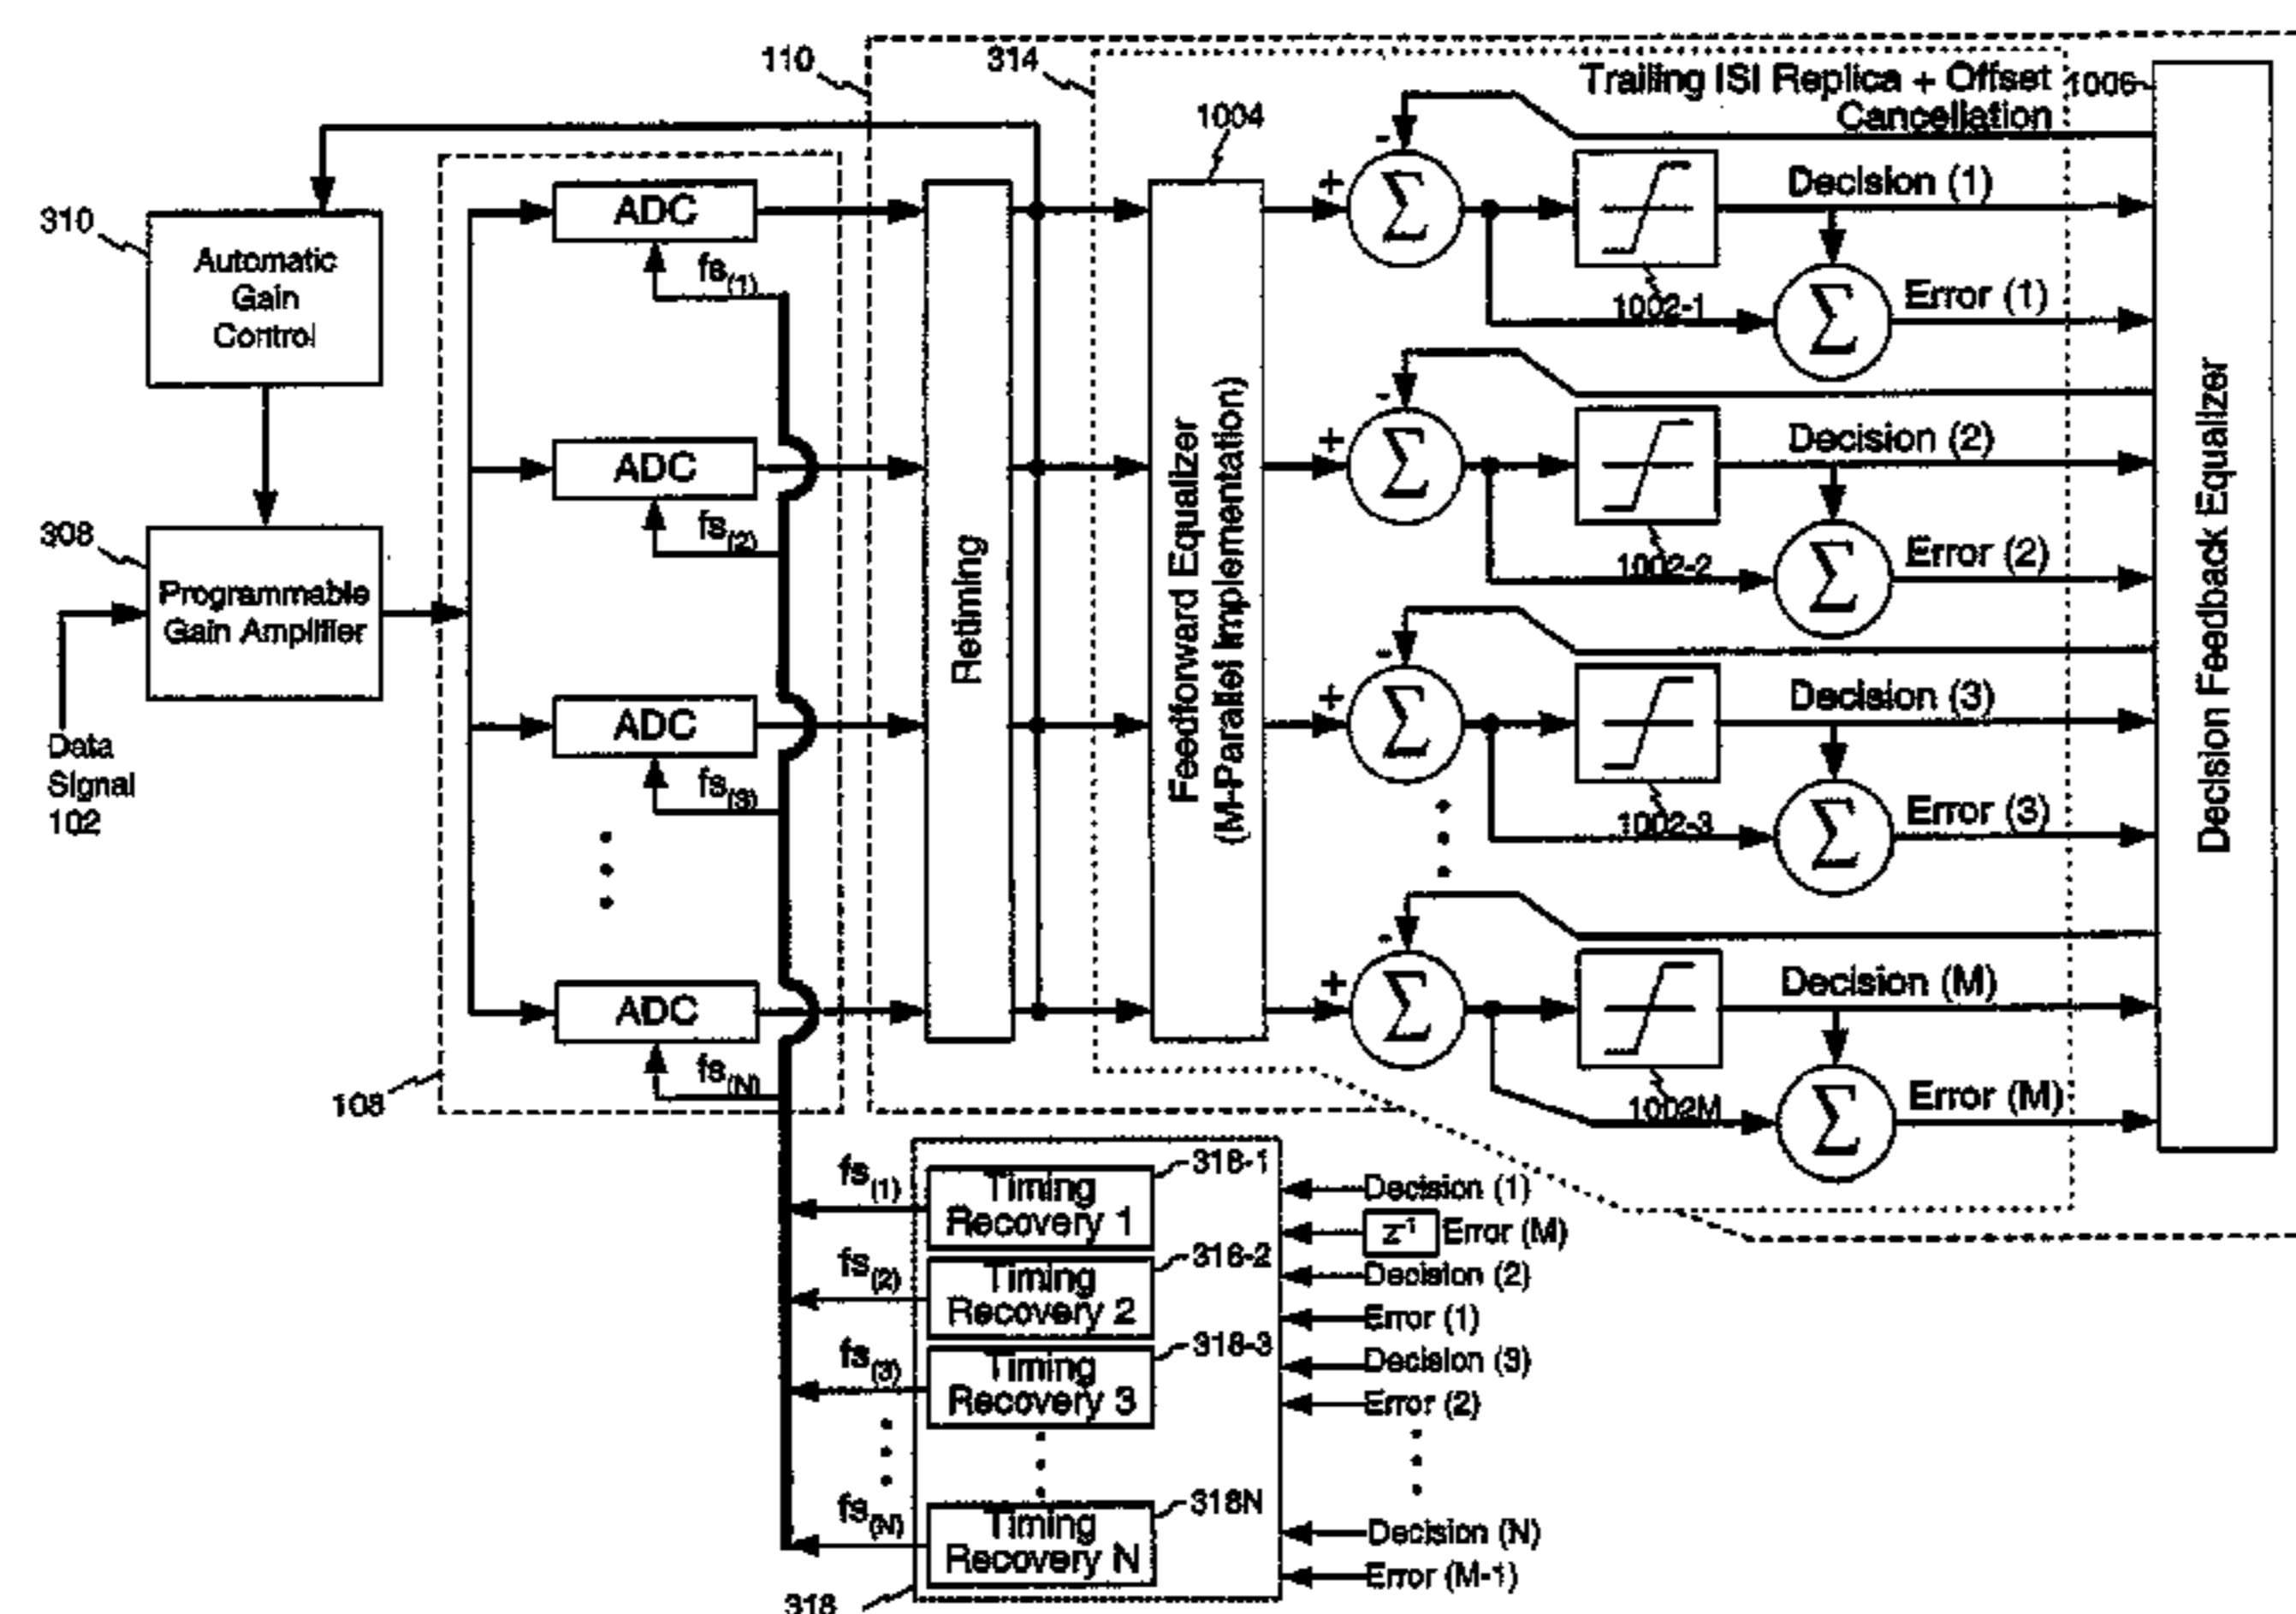 110
314
Trailing ISI Replica + Offset
Cancellation
1006
1004
310
Automatic
Gain
Control
308
Programmable
Gain Amplifier
Data
Signal
102
108
ADC
fs(1)
ADC
fs(2)
ADC
fs(3)
ADC
fs(N)
Retiming
Feedforward Equalizer
(M-Parallel Implementation)
-
+
Σ
Decision (1)
1002-1
Σ
Error (1)
-
+
Σ
Decision (2)
1002-2
Σ
Error (2)
-
+
Σ
Decision (3)
1002-3
Σ
Error (3)
-
+
Σ
Decision (M)
1002M
Σ
Error (M)
Decision Feedback Equalizer
fs(1)
Timing
Recovery 1
318-1
Decision (1)
z-1 Error (M)
fs(2)
Timing
Recovery 2
318-2
Decision (2)
Error (1)
fs(3)
Timing
Recovery 3
318-3
Decision (3)
Error (2)
fs(N)
Timing
Recovery N
318N
Decision (N)
Error (M-1)
318